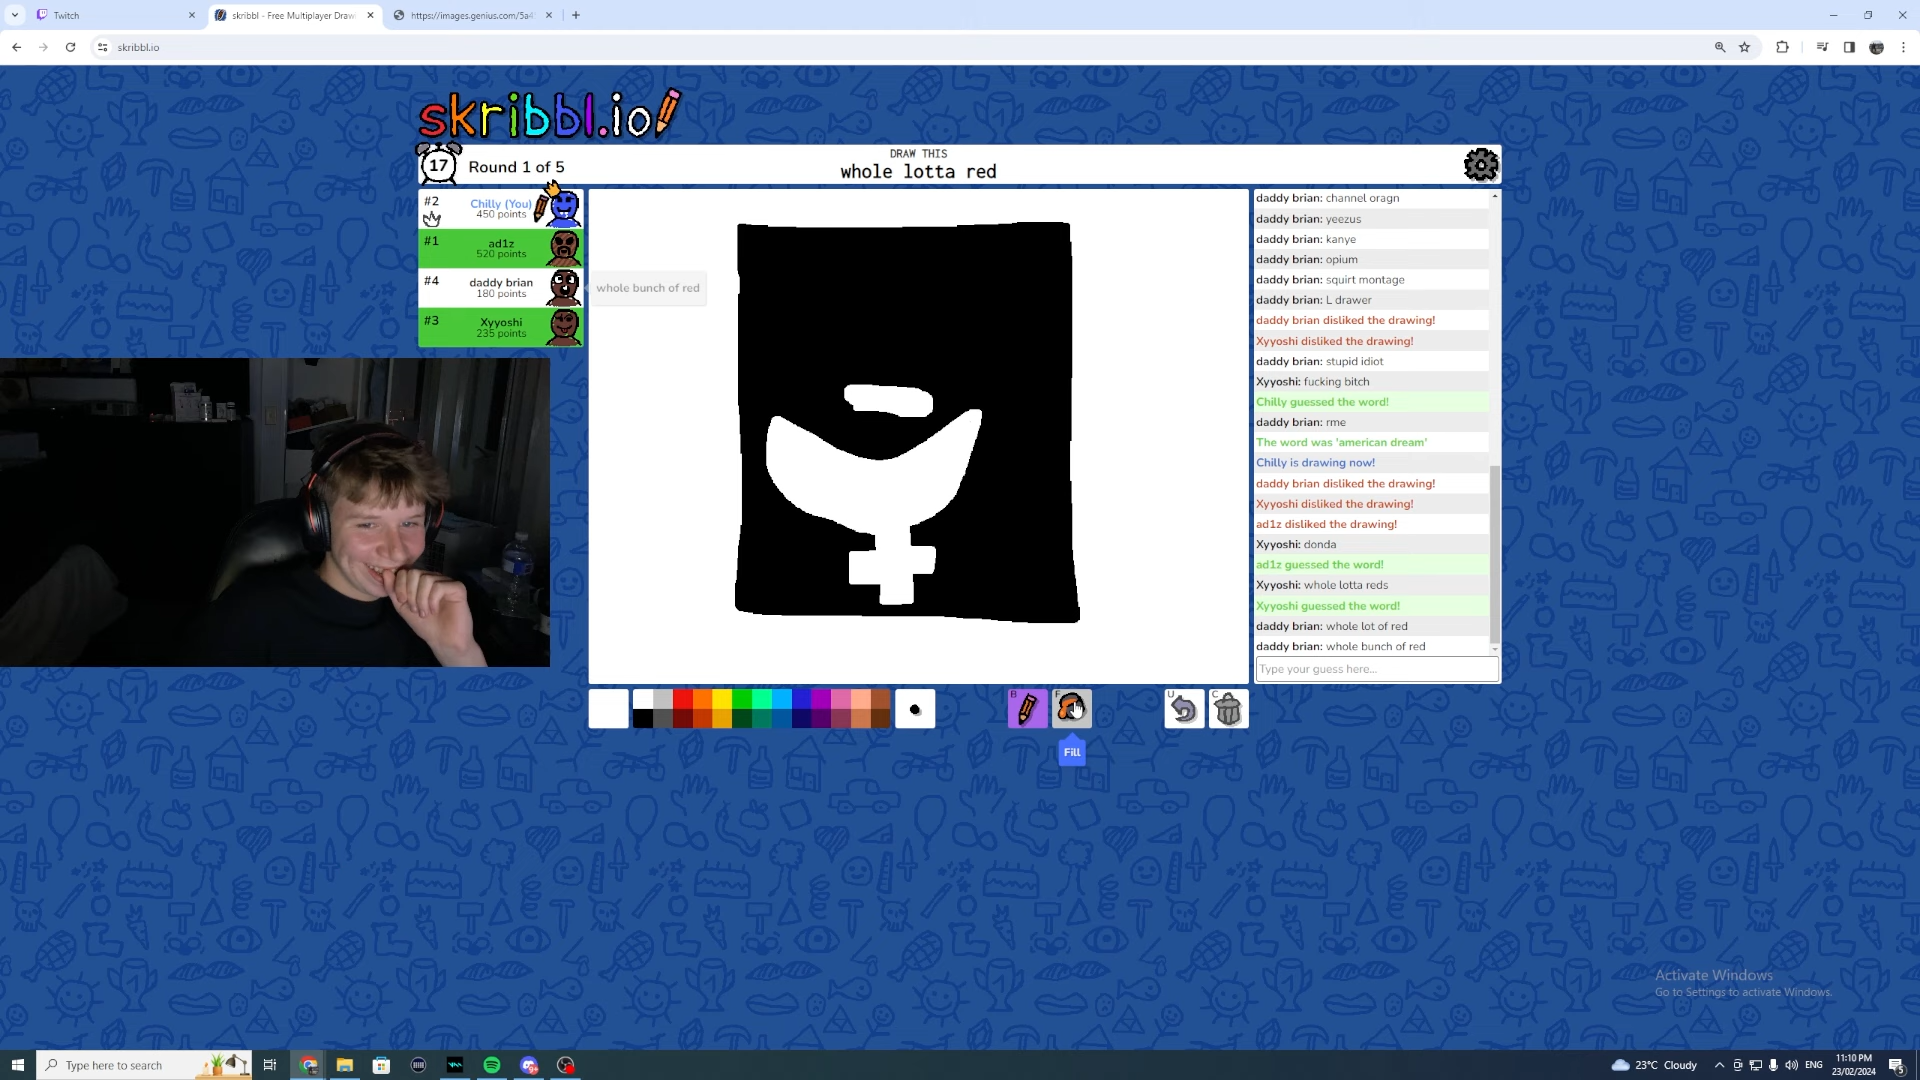 Twitch
skribbl - Free Multiplayer Draw
https://images.genius.com/5a4
skribbl.io
skribbl.io
17
Round 1 of 5
DRAW THIS
whole lotta red
#2
Chilly (You)
450 points
#1
ad1z
520 points
#4
daddy brian
180 points
#3
Xyyoshi
235 points
whole bunch of red
daddy brian: channel oragn
daddy brian: yeezus
daddy brian: kanye
daddy brian: opium
daddy brian: squirt montage
daddy brian: L drawer
daddy brian disliked the drawing!
Xyyoshi disliked the drawing!
daddy brian: stupid idiot
Xyyoshi: fucking bitch
Chilly guessed the word!
daddy brian: rme
The word was 'american dream'
Chilly is drawing now!
daddy brian disliked the drawing!
Xyyoshi disliked the drawing!
ad1z disliked the drawing!
Xyyoshi: donda
ad1z guessed the word!
Xyyoshi: whole lotta reds
Xyyoshi guessed the word!
daddy brian: whole lot of red
daddy brian: whole bunch of red
Type your guess here...
B
F
U
C
Fill
Activate Windows
Go to Settings to activate Windows.
Type here to search
23°C Cloudy
ENG
11:10 PM
23/02/2024
5